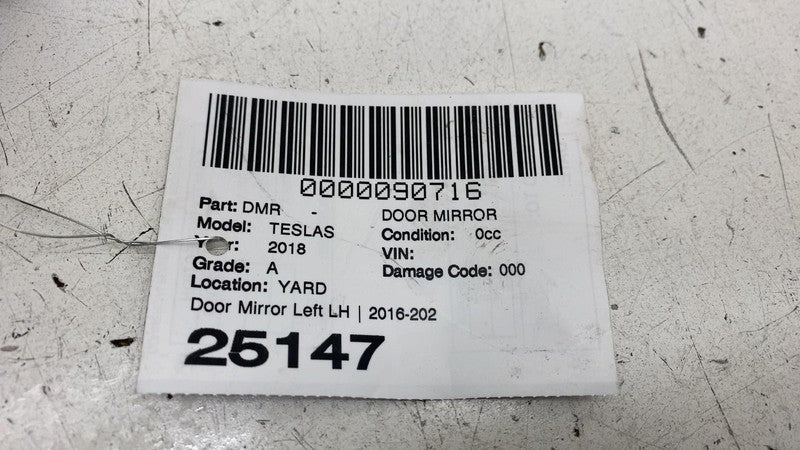 0000090716
Part: DMR - DOOR MIRROR
Model: TESLAS Condition: 0cc
Year: 2018 VIN:
Grade: A Damage Code: 000
Location: YARD
Door Mirror Left LH | 2016-202
25147